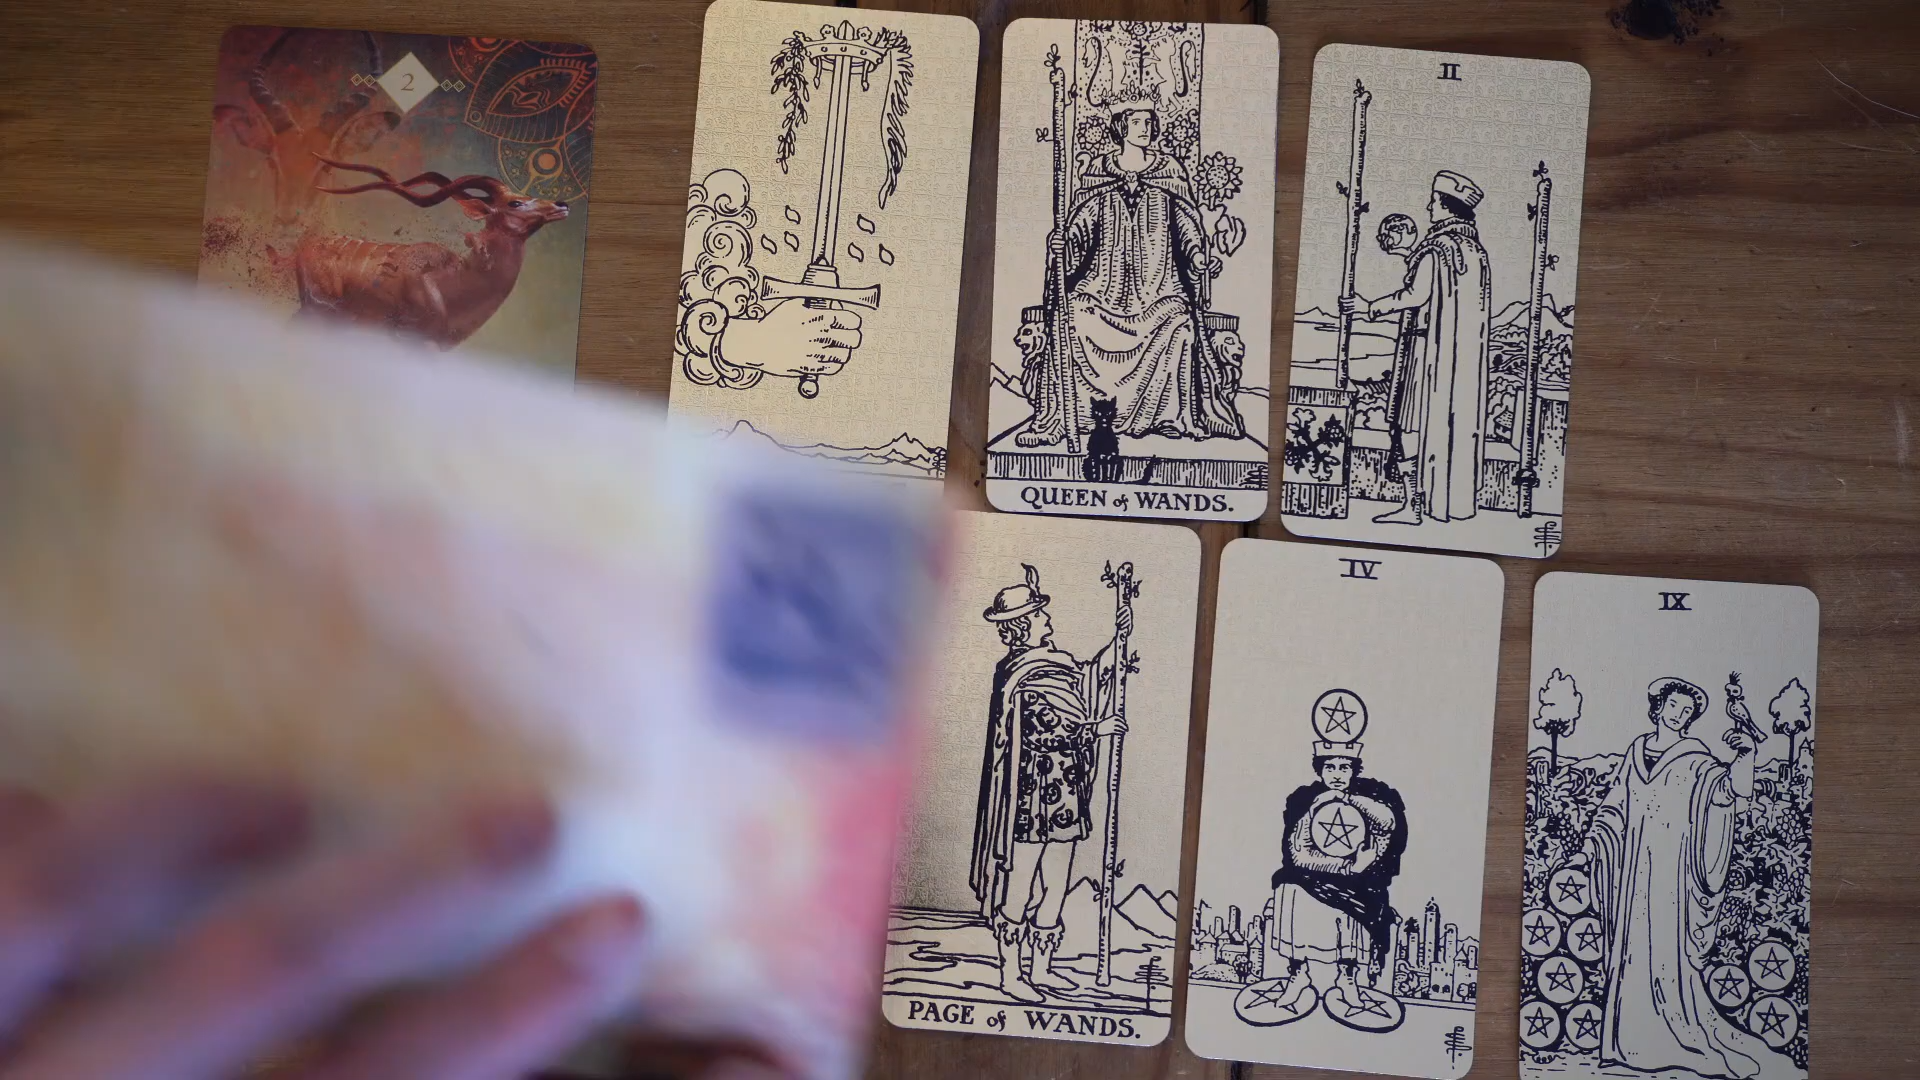 2
QUEEN of WANDS.
II
PAGE of WANDS.
IV
IX